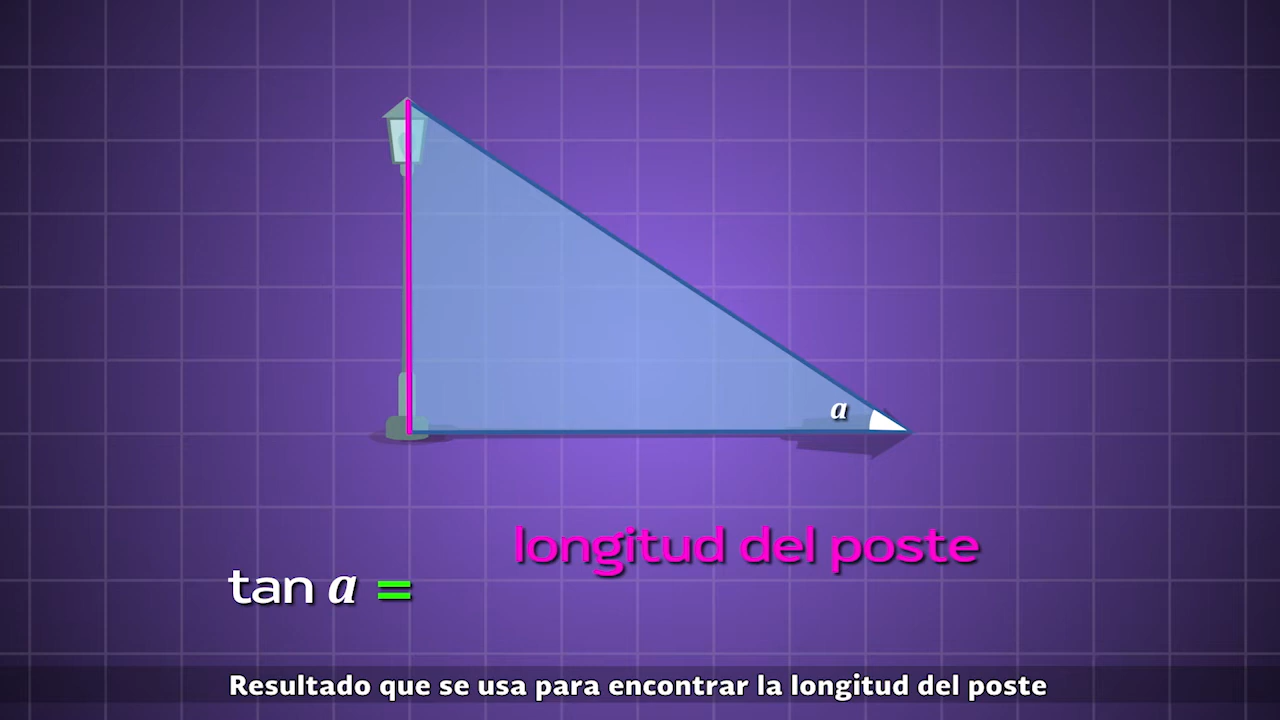 a
longitud del poste
tan a =
Resultado que se usa para encontrar la longitud del poste